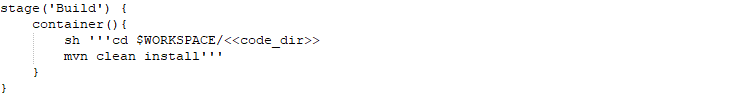 stage('Build') {
    container(){
        sh '''cd $WORKSPACE/<<code_dir>>
        mvn clean install'''
    }
}